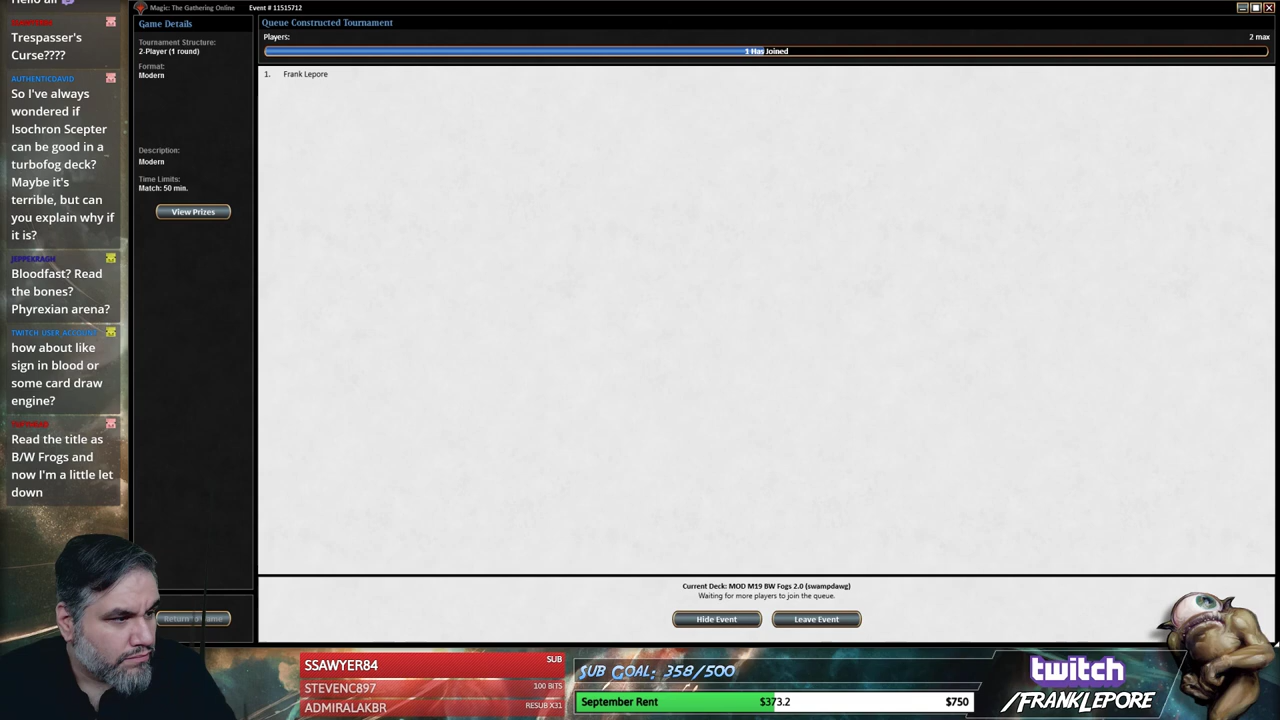 Hello all
Trespasser's
Curse????
AUTHENTICDAVID
So I've always
wondered if
Isochron Scepter
can be good in a
turbofog deck?
Maybe it's
terrible, but can
you explain why if
it is?
JEPPEKRAGH
Bloodfast? Read
the bones?
Phyrexian arena?
TWITCH_USER_ACCOUNT
how about like
sign in blood or
some card draw
engine?
Read the title as
B/W Frogs and
now I'm a little let
down
Magic: The Gathering Online
Event # 11515712
Game Details
Tournament Structure:
2-Player (1 round)
Format:
Modern
Description:
Modern
Time Limits:
Match: 50 min.
View Prizes
Return to Game
Queue Constructed Tournament
Players:
2 max
1 Has Joined
1. Frank Lepore
Current Deck: MOD M19 BW Fogs 2.0 (swampdawg)
Waiting for more players to join the queue.
Hide Event
Leave Event
SSAWYER84 SUB
STEVENC897 100 BITS
ADMIRALAKBR RESUB X31
SUB GOAL: 358/500
September Rent $373.2 $750
twitch
/FRANKLEPORE